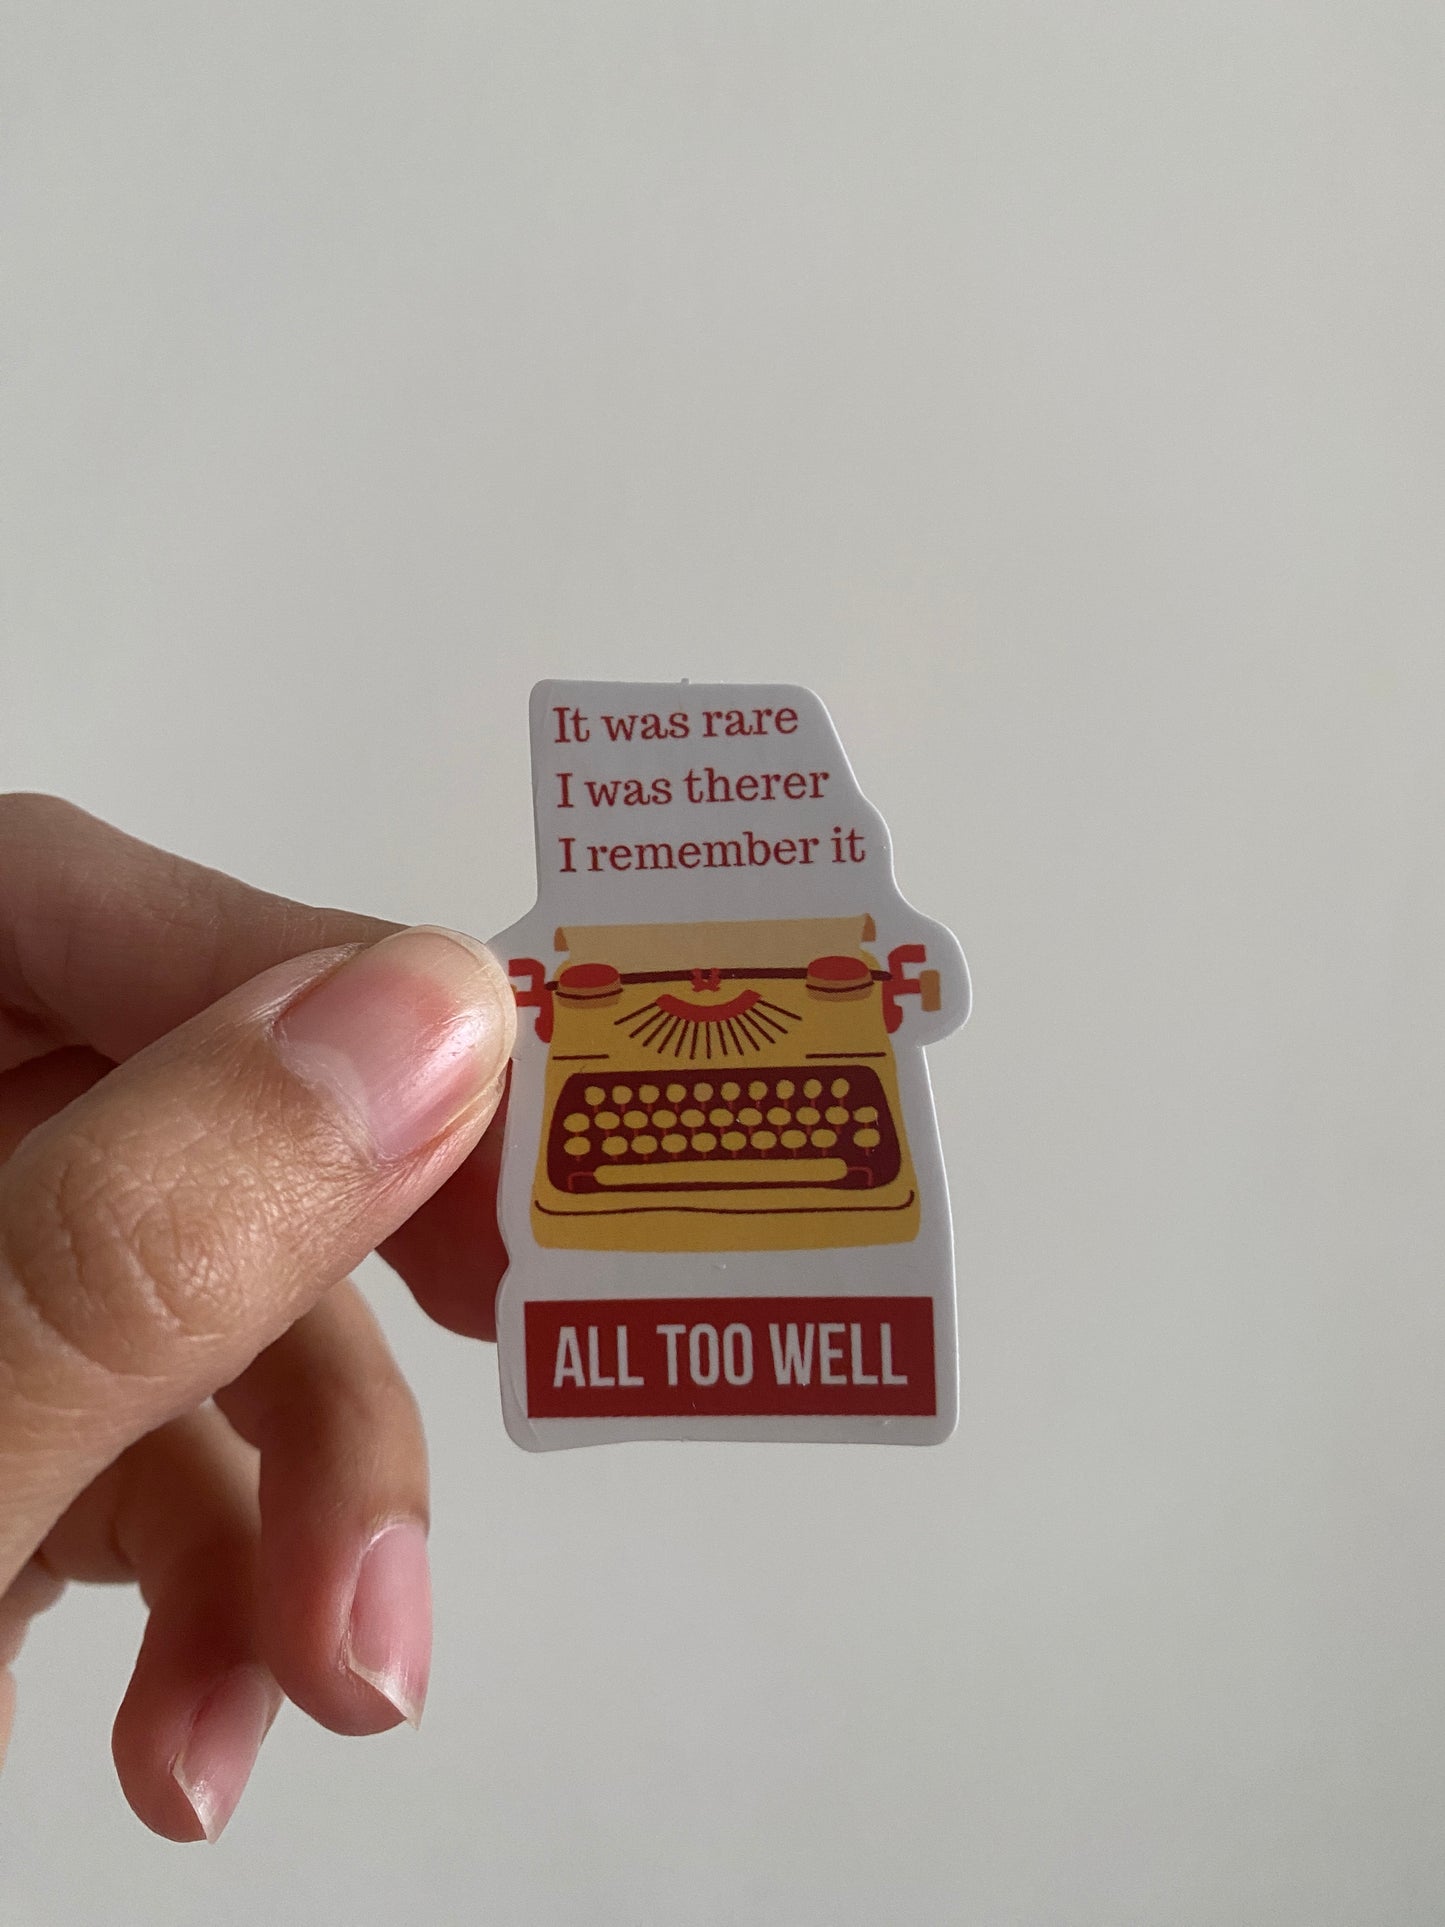 It was rare
I was therer
I remember it
ALL TOO WELL